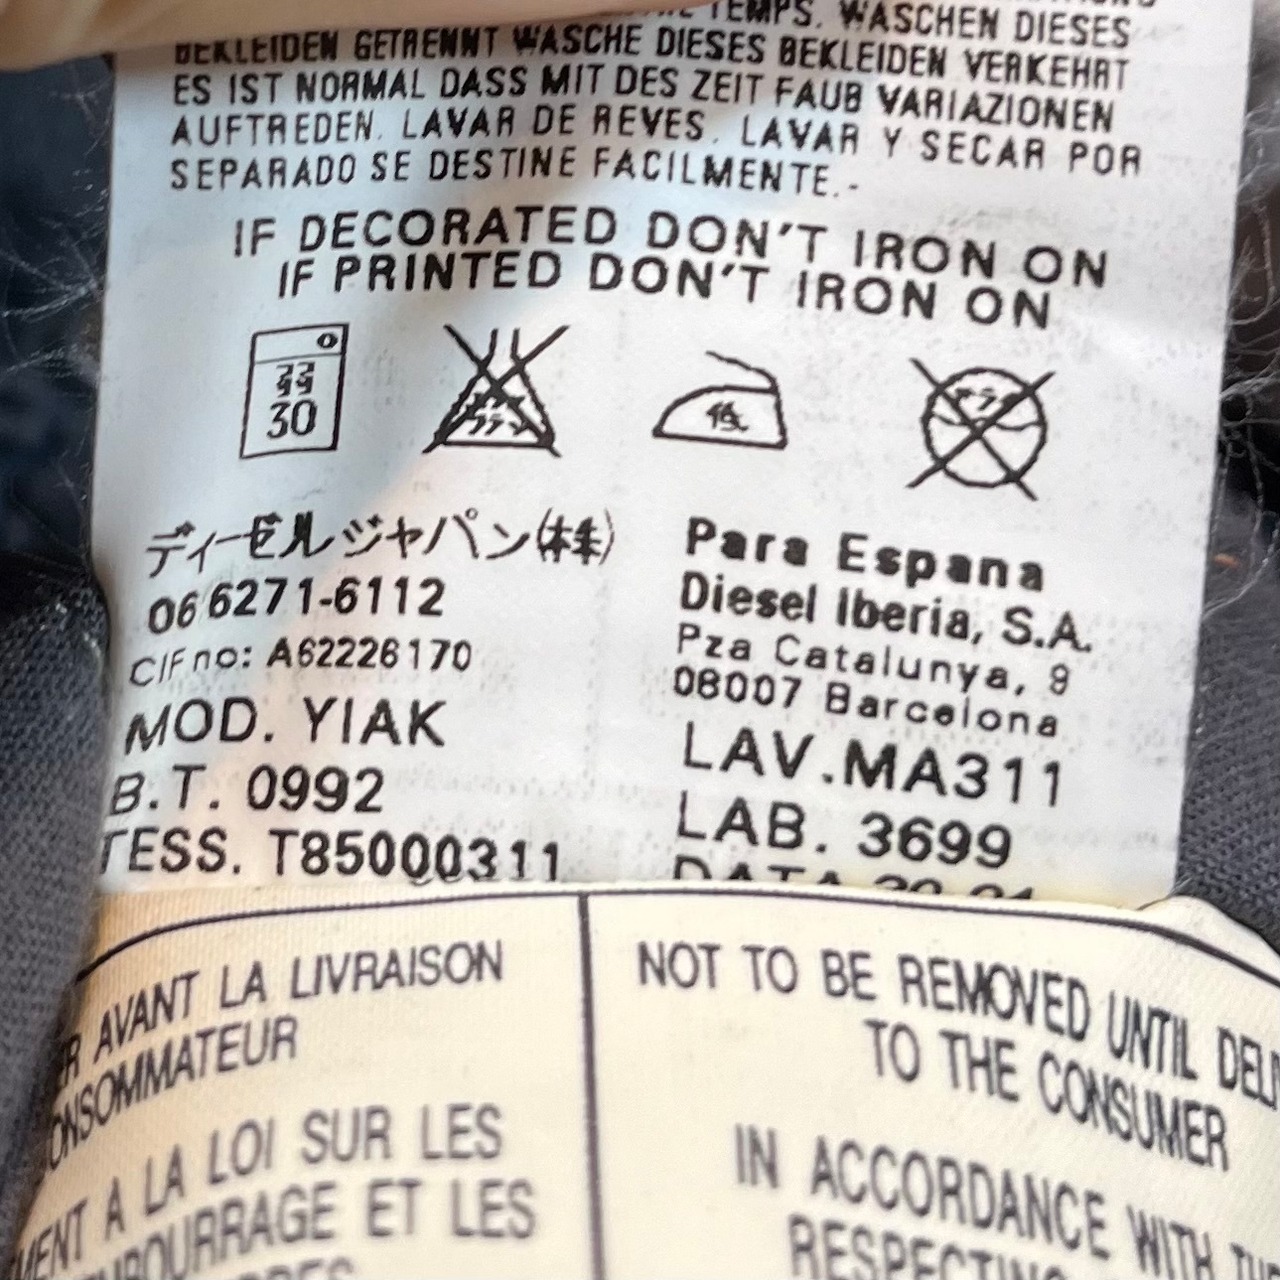 TEMPS. WASCHEN DIESES
BEKLEIDEN GETRENNT WASCHE DIESES BEKLEIDEN VERKEHRT
ES IST NORMAL DASS MIT DES ZEIT FAUB VARIAZIONEN
AUFTREDEN. LAVAR DE REVES. LAVAR Y SECAR POR
SEPARADO SE DESTINE FACILMENTE.-
IF DECORATED DON'T IRON ON
IF PRINTED DON'T IRON ON
30
低
ディーゼルジャパン(株)
06 6271-6112
CIF no: A62226170
MOD. YIAK
B.T. 0992
TESS. T85000311
Para Espana
Diesel Iberia, S.A.
Pza Catalunya, 9
08007 Barcelona
LAV.MA311
LAB. 3699
AVANT LA LIVRAISON
CONSOMMATEUR
A LA LOI SUR LES
ET LES
NOT TO BE REMOVED UNTIL
TO THE CONSUMER
IN ACCORDANCE WITH